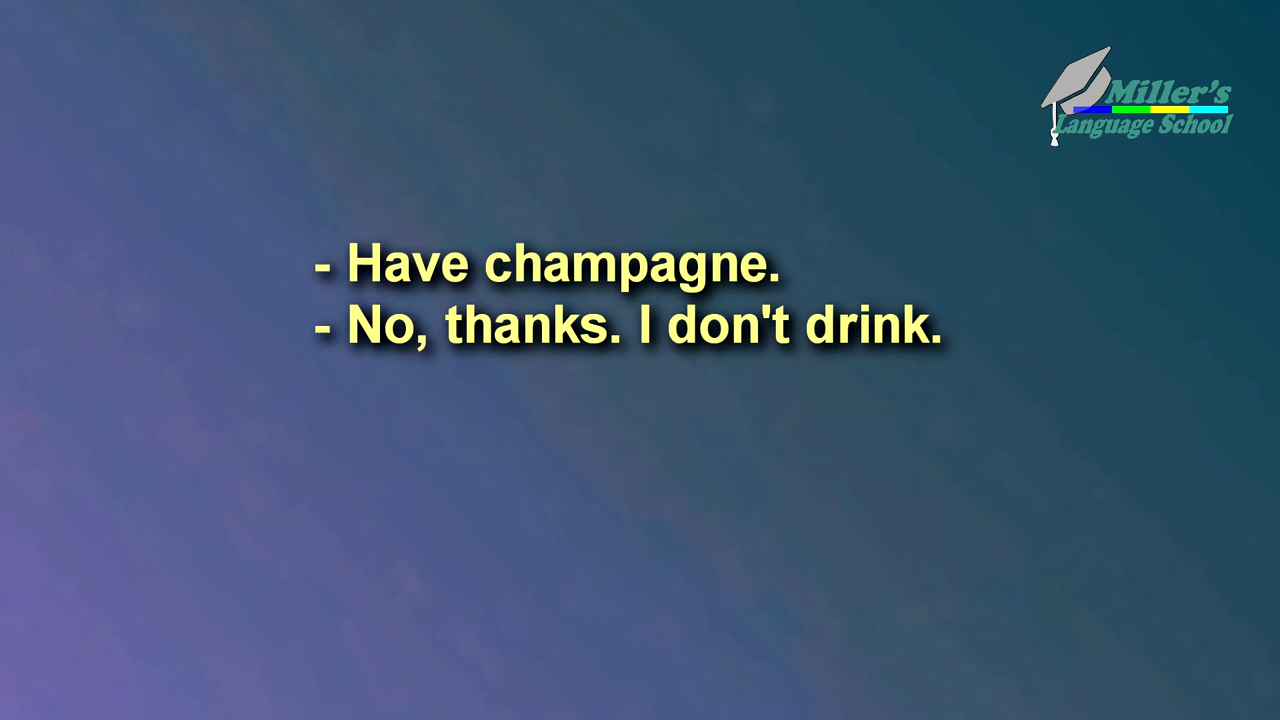 Miller's
Language School
- Have champagne.
- No, thanks. I don't drink.